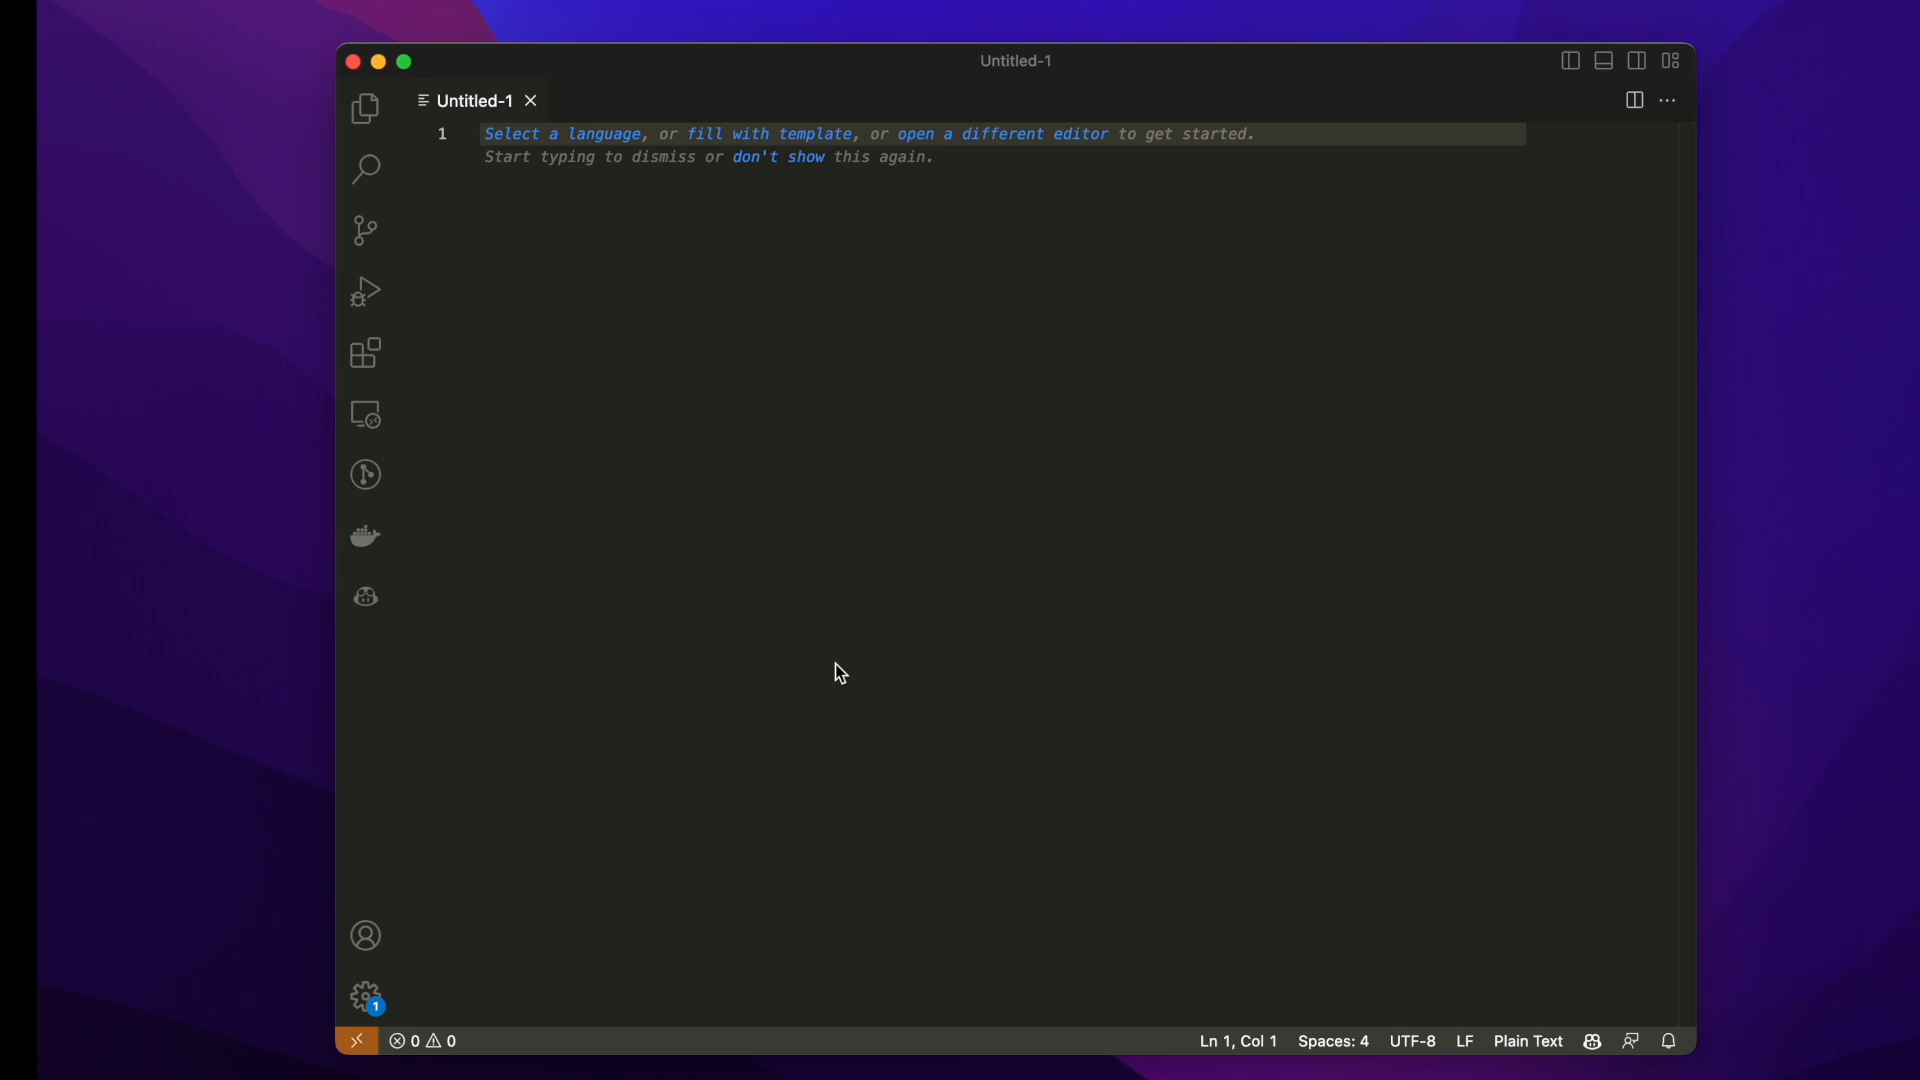 Untitled-1
Untitled-1
1 Select a language, or fill with template, or open a different editor to get started.
Start typing to dismiss or don't show this again.
1
0 0 Ln 1, Col 1 Spaces: 4 UTF-8 LF Plain Text